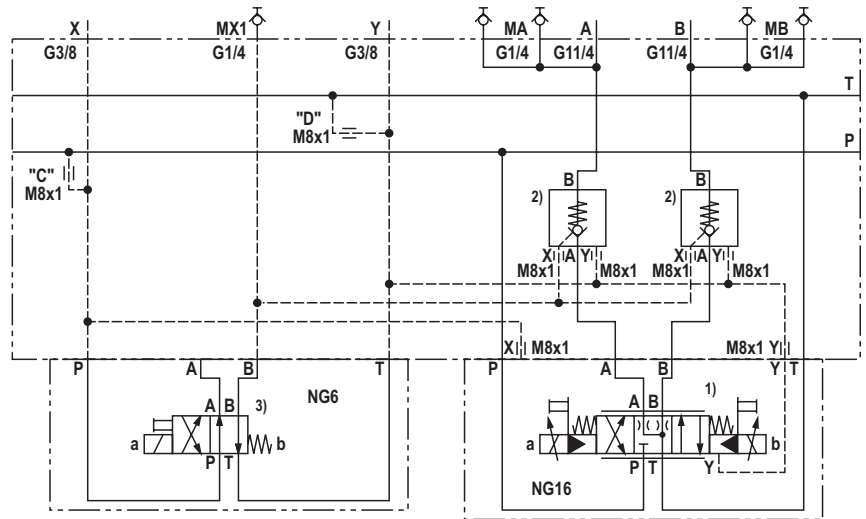 X MX1 Y MA A B MB
G3/8 G1/4 G3/8 G1/4 G11/4 G11/4 G1/4
T
"D"
M8x1
P
"C"
M8x1
B B
2) 2)
X A Y X A Y
M8x1 M8x1 M8x1
X M8x1 M8x1 Y
P A B T P A B Y T
NG6
A B 3)
a b
P T
1)
A B
a b
P T Y
NG16